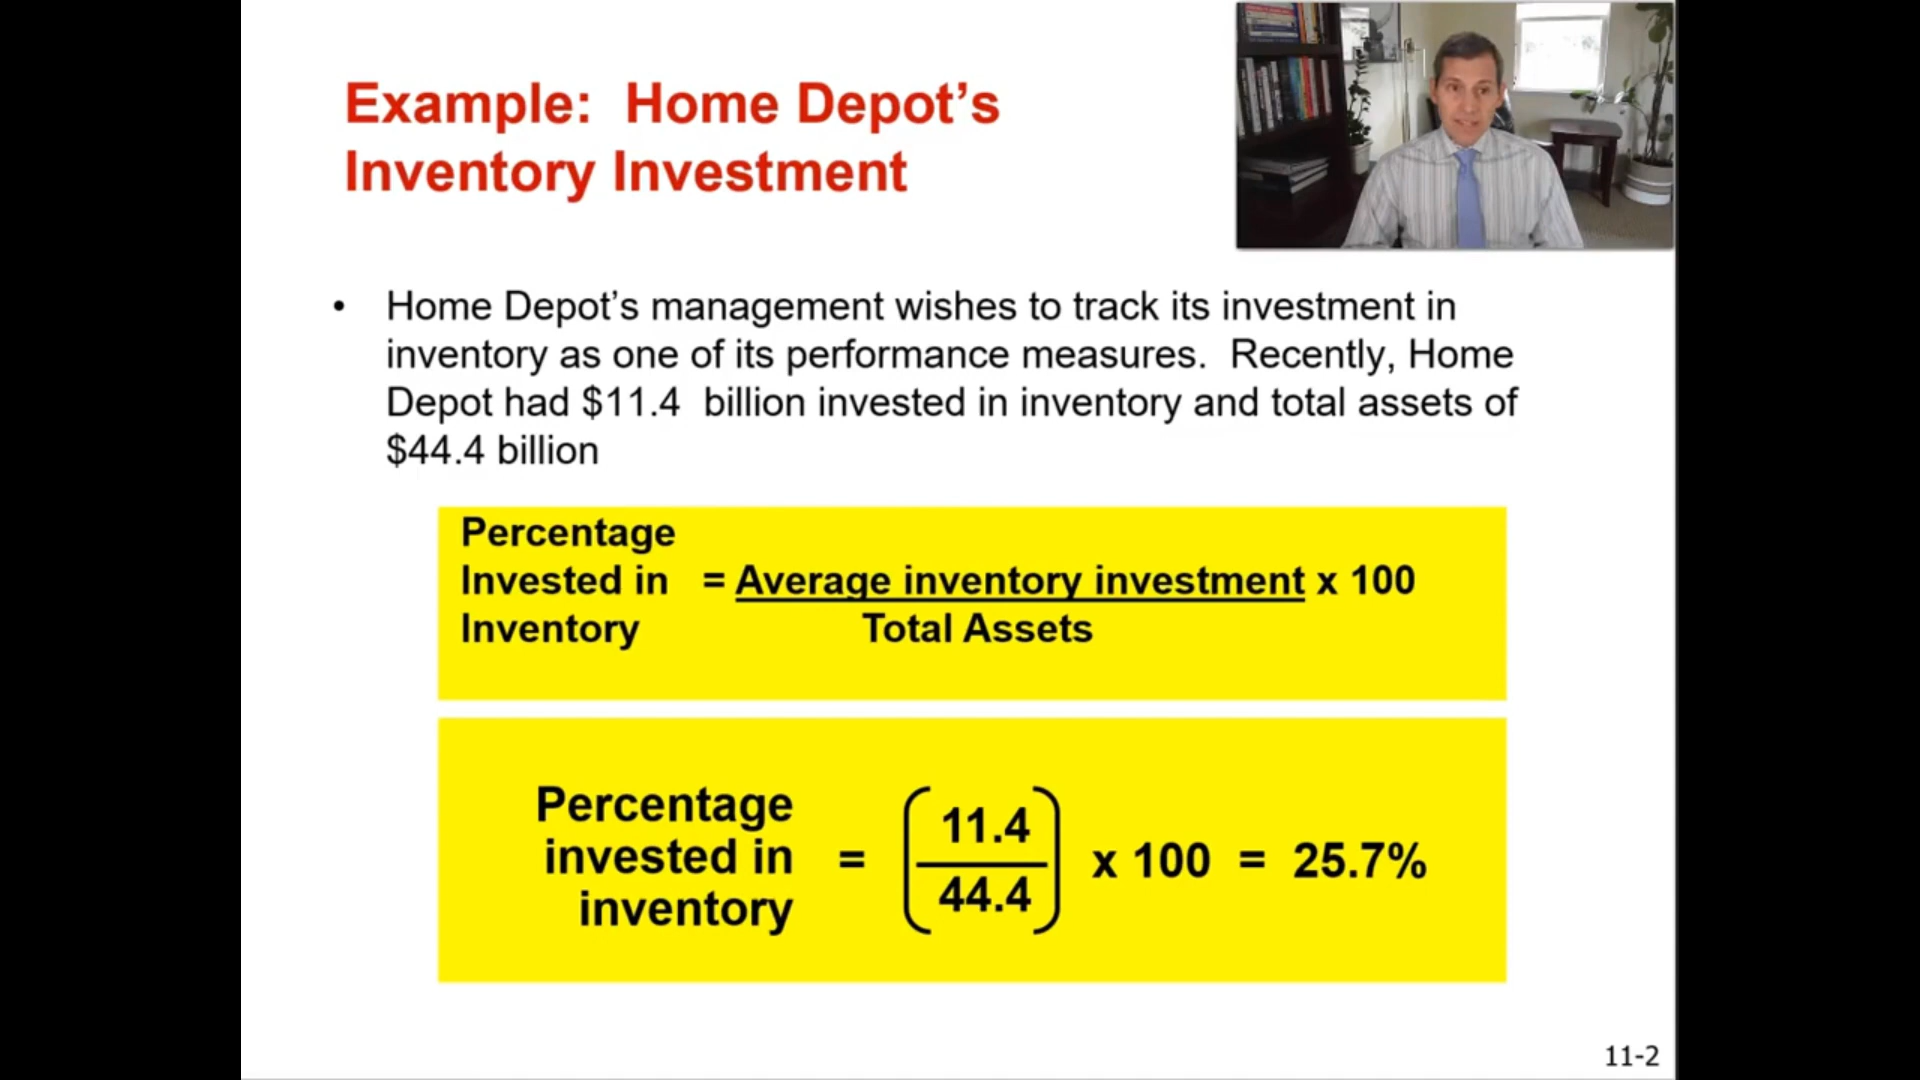 Example:  Home Depot’s
Inventory Investment
• Home Depot’s management wishes to track its investment in
inventory as one of its performance measures.  Recently, Home
Depot had $11.4  billion invested in inventory and total assets of
$44.4 billion
Percentage
Invested in = Average inventory investment x 100
Inventory Total Assets
Percentage
invested in
inventory
=
11.4
44.4
x 100 = 25.7%
11-2